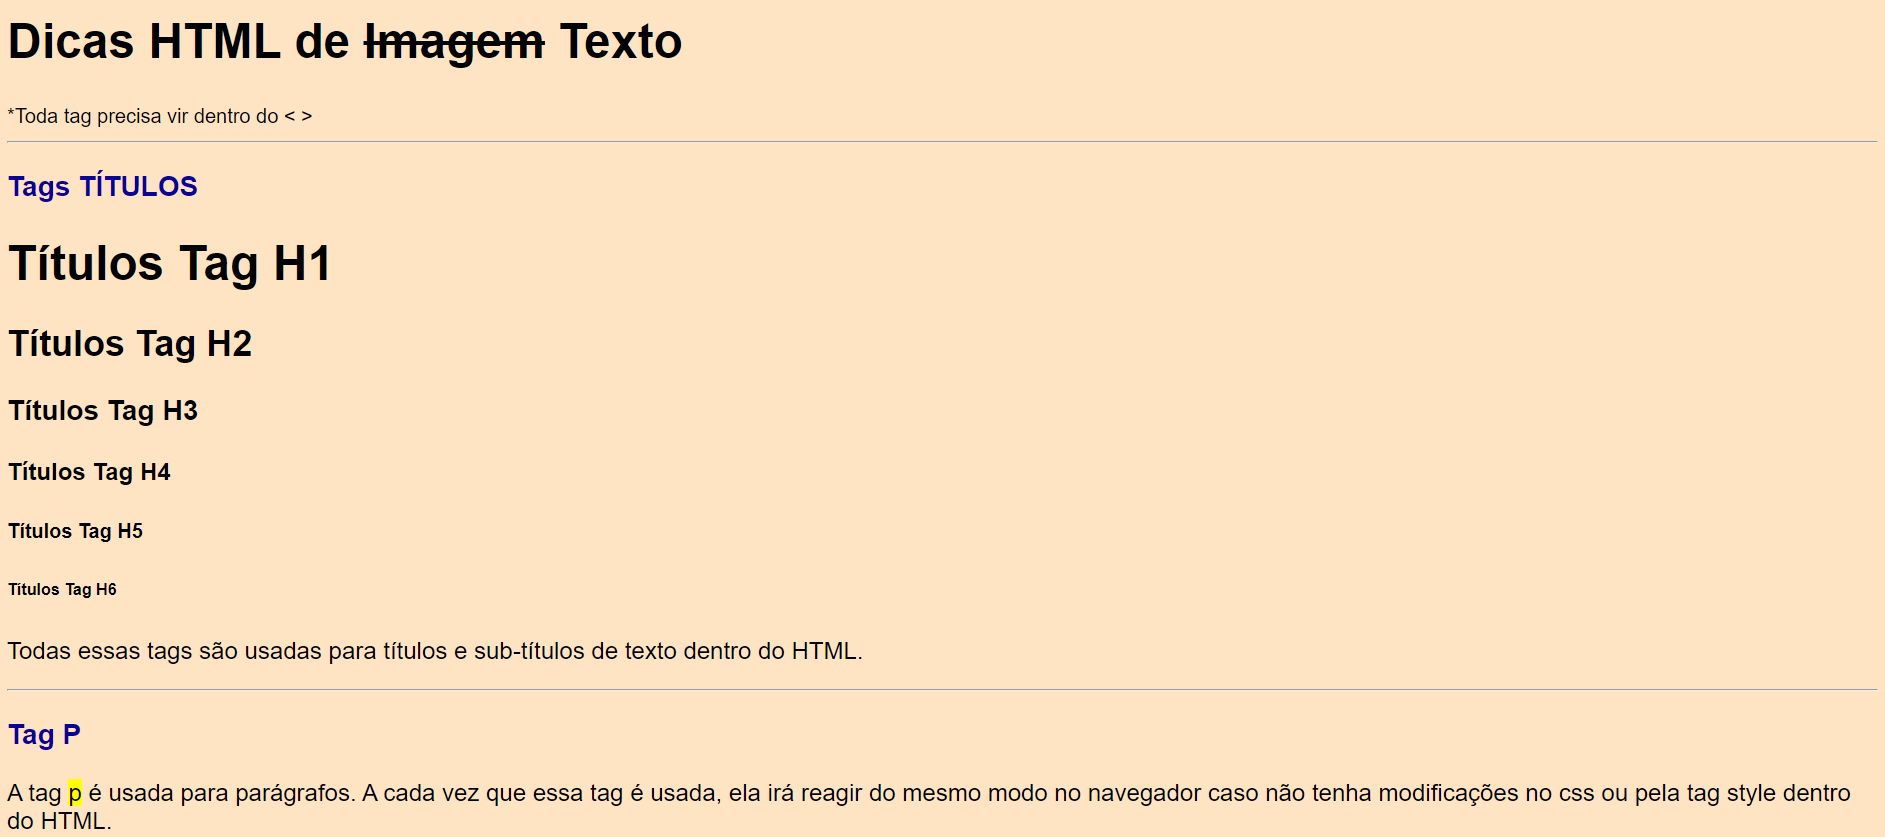 Dicas HTML de Imagem Texto
*Toda tag precisa vir dentro do < >
Tags TÍTULOS
Títulos Tag H1
Títulos Tag H2
Títulos Tag H3
Títulos Tag H4
Títulos Tag H5
Títulos Tag H6
Todas essas tags são usadas para títulos e sub-títulos de texto dentro do HTML.
Tag P
A tag p é usada para parágrafos. A cada vez que essa tag é usada, ela irá reagir do mesmo modo no navegador caso não tenha modificações no css ou pela tag style dentro
do HTML.